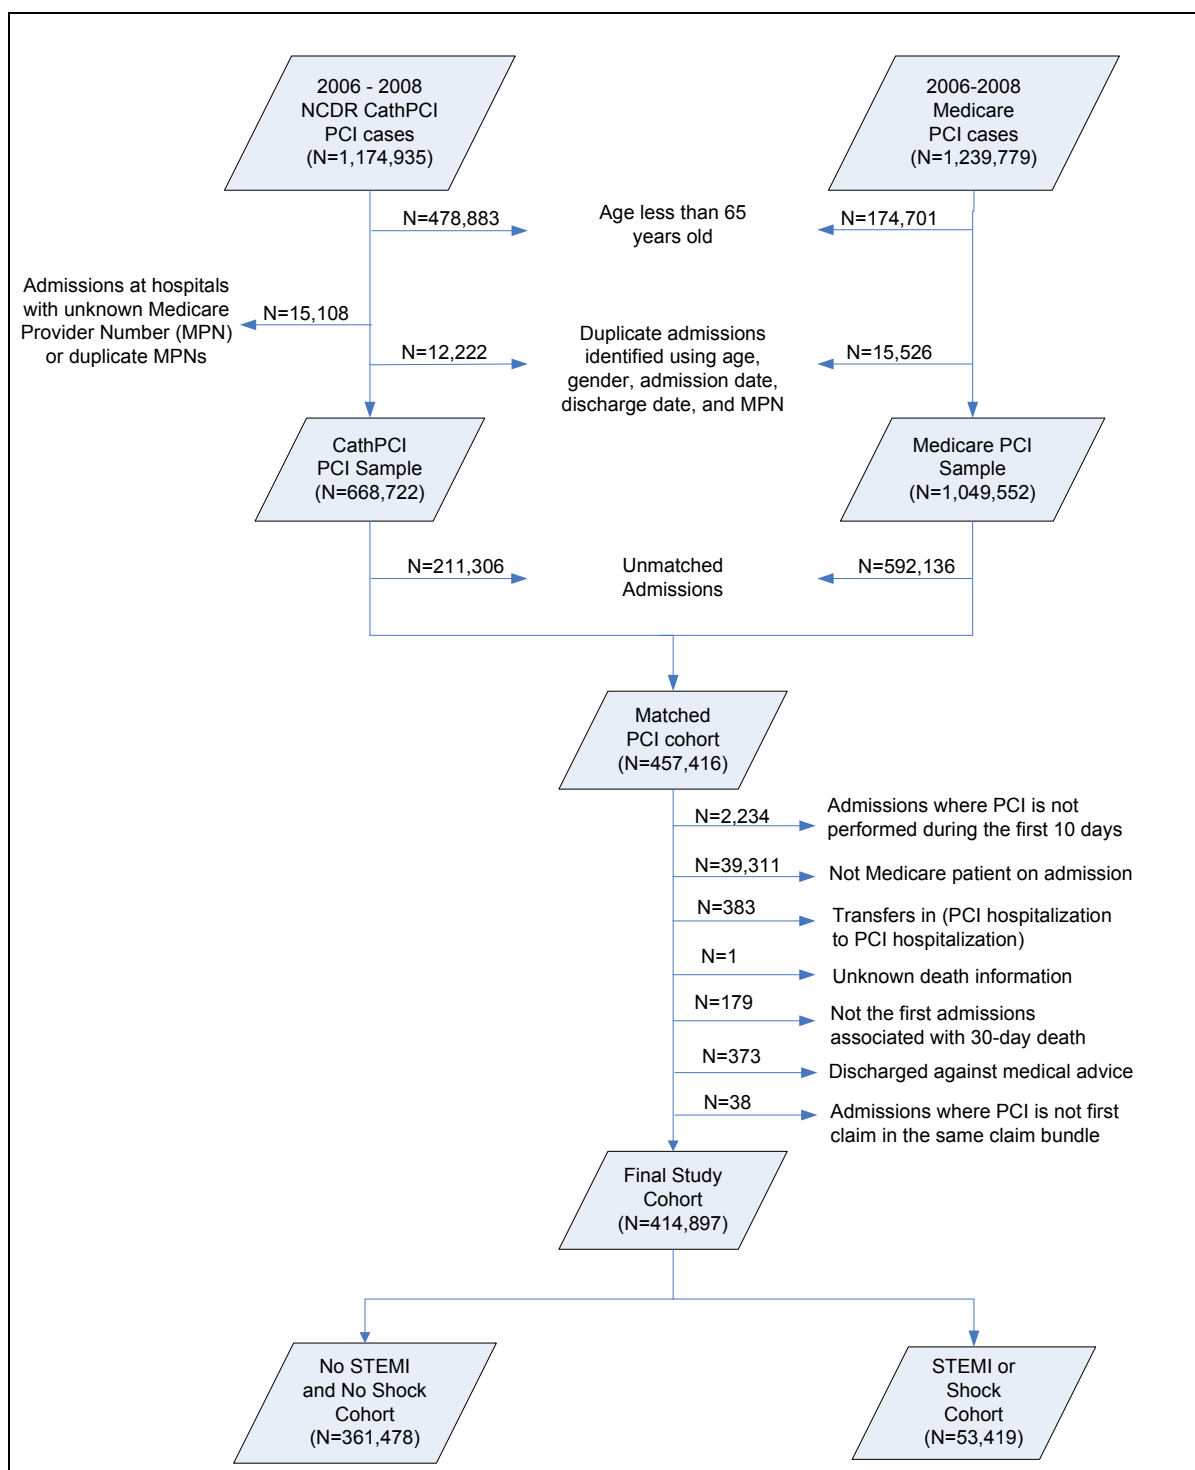 2006 - 2008
NCDR CathPCI
PCI cases
(N=1,174,935)
2006-2008
Medicare
PCI cases
(N=1,239,779)
N=478,883
Age less than 65
years old
N=174,701
Admissions at hospitals
with unknown Medicare
Provider Number (MPN)
or duplicate MPNs
N=15,108
N=12,222
Duplicate admissions
identified using age,
gender, admission date,
discharge date, and MPN
N=15,526
CathPCI
PCI Sample
(N=668,722)
Medicare PCI
Sample
(N=1,049,552)
N=211,306
Unmatched
Admissions
N=592,136
Matched
PCI cohort
(N=457,416)
N=2,234
Admissions where PCI is not
performed during the first 10 days
N=39,311
Not Medicare patient on admission
N=383
Transfers in (PCI hospitalization
to PCI hospitalization)
N=1
Unknown death information
N=179
Not the first admissions
associated with 30-day death
N=373
Discharged against medical advice
N=38
Admissions where PCI is not first
claim in the same claim bundle
Final Study
Cohort
(N=414,897)
No STEMI
and No Shock
Cohort
(N=361,478)
STEMI or
Shock
Cohort
(N=53,419)